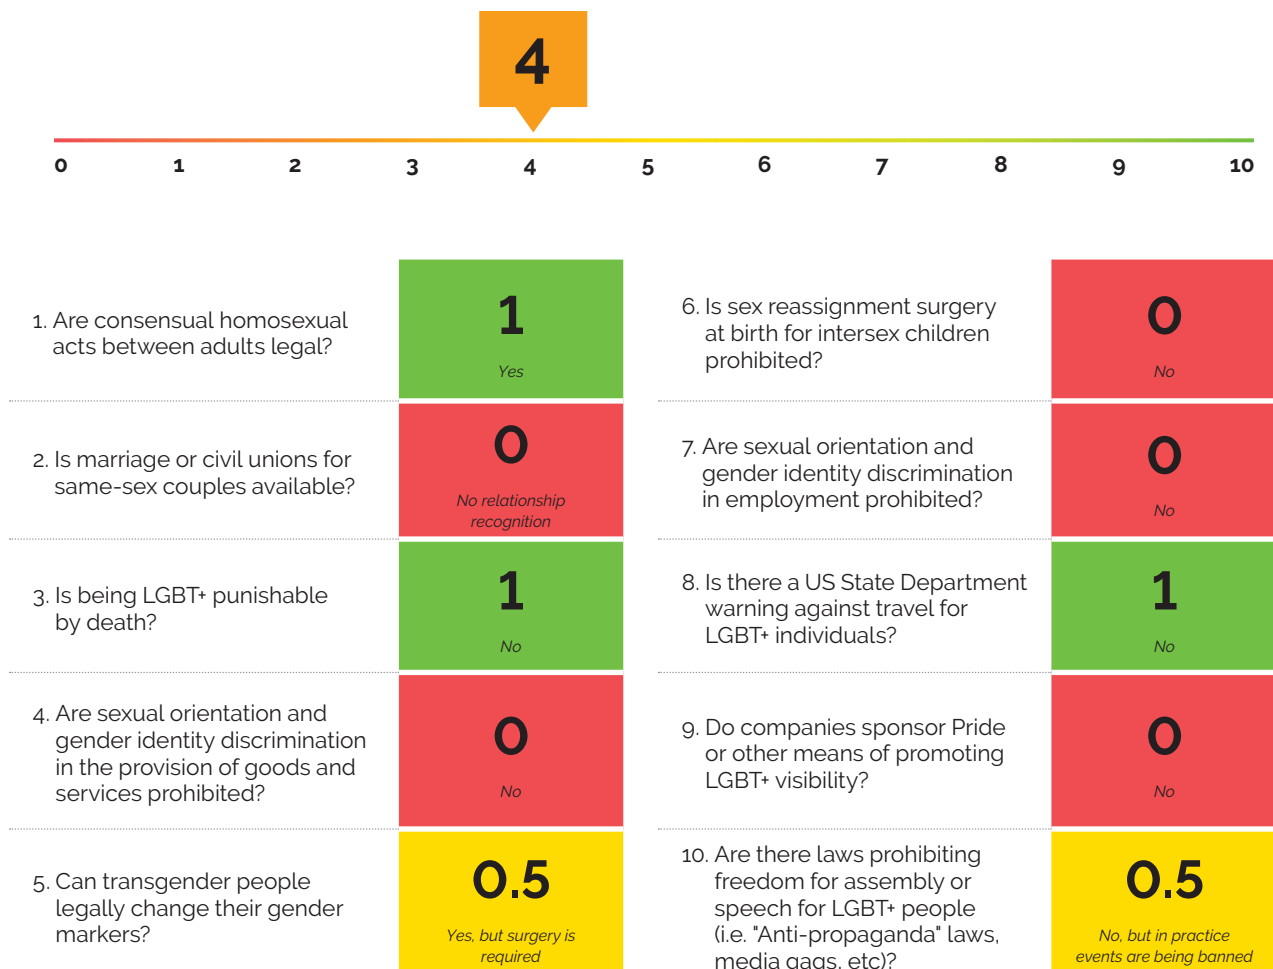 4
0 1 2 3 4 5 6 7 8 9 10
1. Are consensual homosexual
acts between adults legal?
1
Yes
2. Is marriage or civil unions for
same-sex couples available?
0
No relationship
recognition
3. Is being LGBT+ punishable
by death?
1
No
4. Are sexual orientation and
gender identity discrimination
in the provision of goods and
services prohibited?
0
No
5. Can transgender people
legally change their gender
markers?
0.5
Yes, but surgery is
required
6. Is sex reassignment surgery
at birth for intersex children
prohibited?
0
No
7. Are sexual orientation and
gender identity discrimination
in employment prohibited?
0
No
8. Is there a US State Department
warning against travel for
LGBT+ individuals?
1
No
9. Do companies sponsor Pride
or other means of promoting
LGBT+ visibility?
0
No
10. Are there laws prohibiting
freedom for assembly or
speech for LGBT+ people
(i.e. "Anti-propaganda" laws,
media gags, etc)?
0.5
No, but in practice
events are being banned